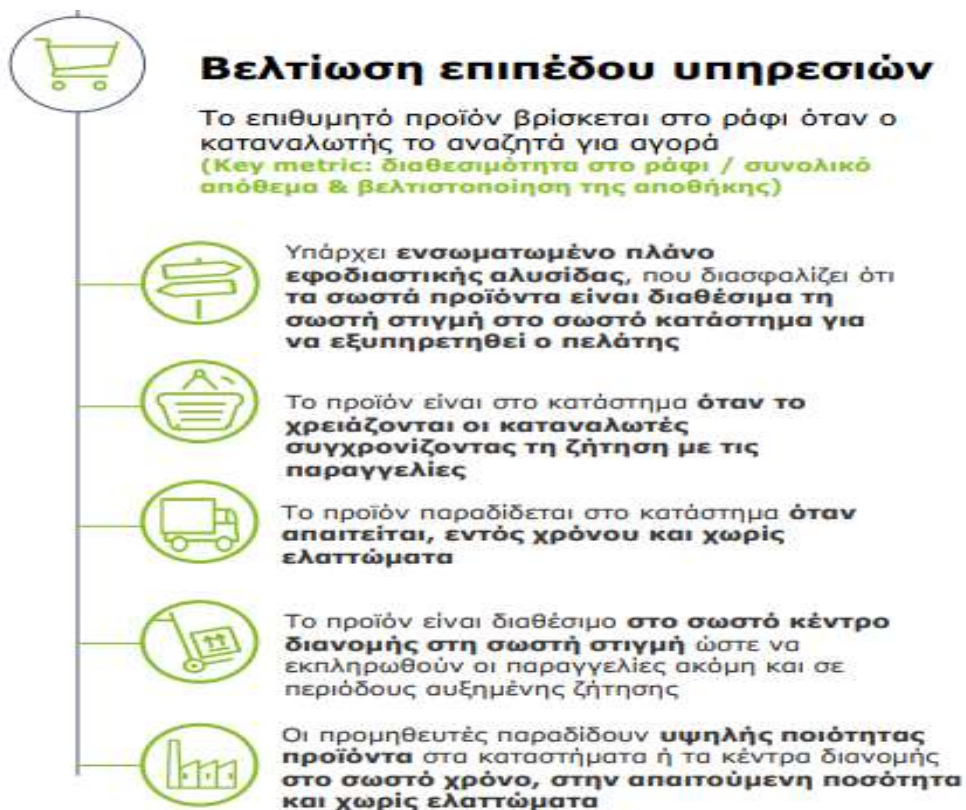 Βελτίωση επιπέδου υπηρεσιών
Το επιθυμητό προϊόν βρίσκεται στο ράφι όταν ο
καταναλωτής το αναζητά για αγορά
(Key metric: διαθεσιμότητα στο ράφι / συνολικό
απόθεμα & βελτιστοποίηση της αποθήκης)
Υπάρχει ενσωματωμένο πλάνο
εφοδιαστικής αλυσίδας, που διασφαλίζει ότι
τα σωστά προϊόντα είναι διαθέσιμα τη
σωστή στιγμή στο σωστό κατάστημα για
να εξυπηρετηθεί ο πελάτης
Το προϊόν είναι στο κατάστημα όταν το
χρειάζονται οι καταναλωτές
συγχρονίζοντας τη ζήτηση με τις
παραγγελίες
Το προϊόν παραδίδεται στο κατάστημα όταν
απαιτείται, εντός χρόνου και χωρίς
ελαττώματα
Το προϊόν είναι διαθέσιμο στο σωστό κέντρο
διανομής στη σωστή στιγμή ώστε να
εκπληρωθούν οι παραγγελίες ακόμη και σε
περιόδους αυξημένης ζήτησης
Οι προμηθευτές παραδίδουν υψηλής ποιότητας
προϊόντα στα καταστήματα ή τα κέντρα διανομής
στο σωστό χρόνο, στην απαιτούμενη ποσότητα
και χωρίς ελαττώματα